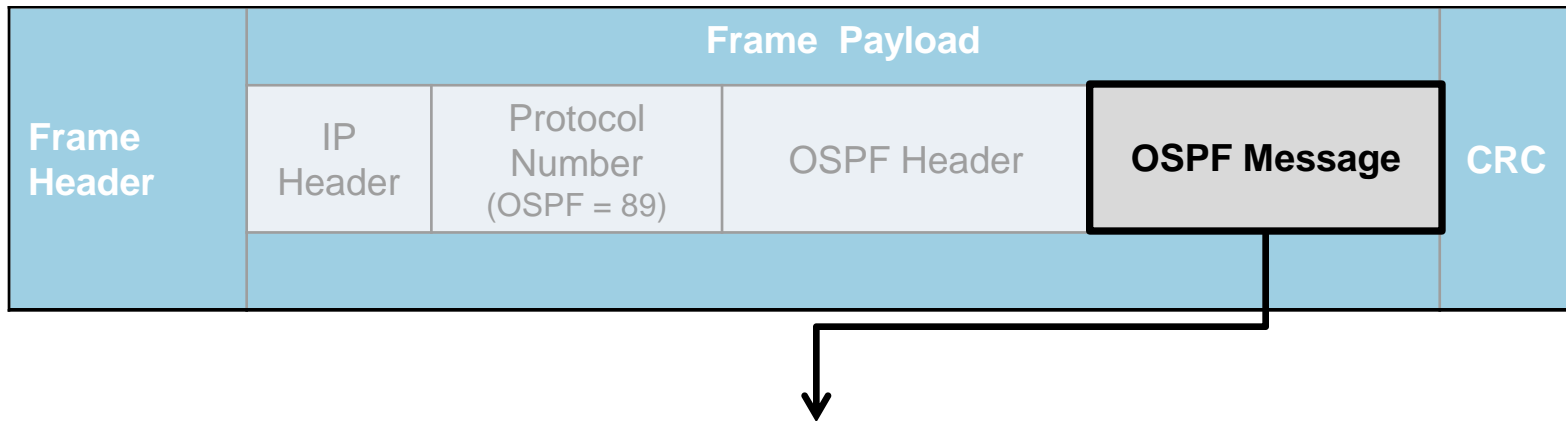 Frame Payload
Frame
Header
IP
Header
Protocol
Number
(OSPF = 89)
OSPF Header
OSPF Message
CRC